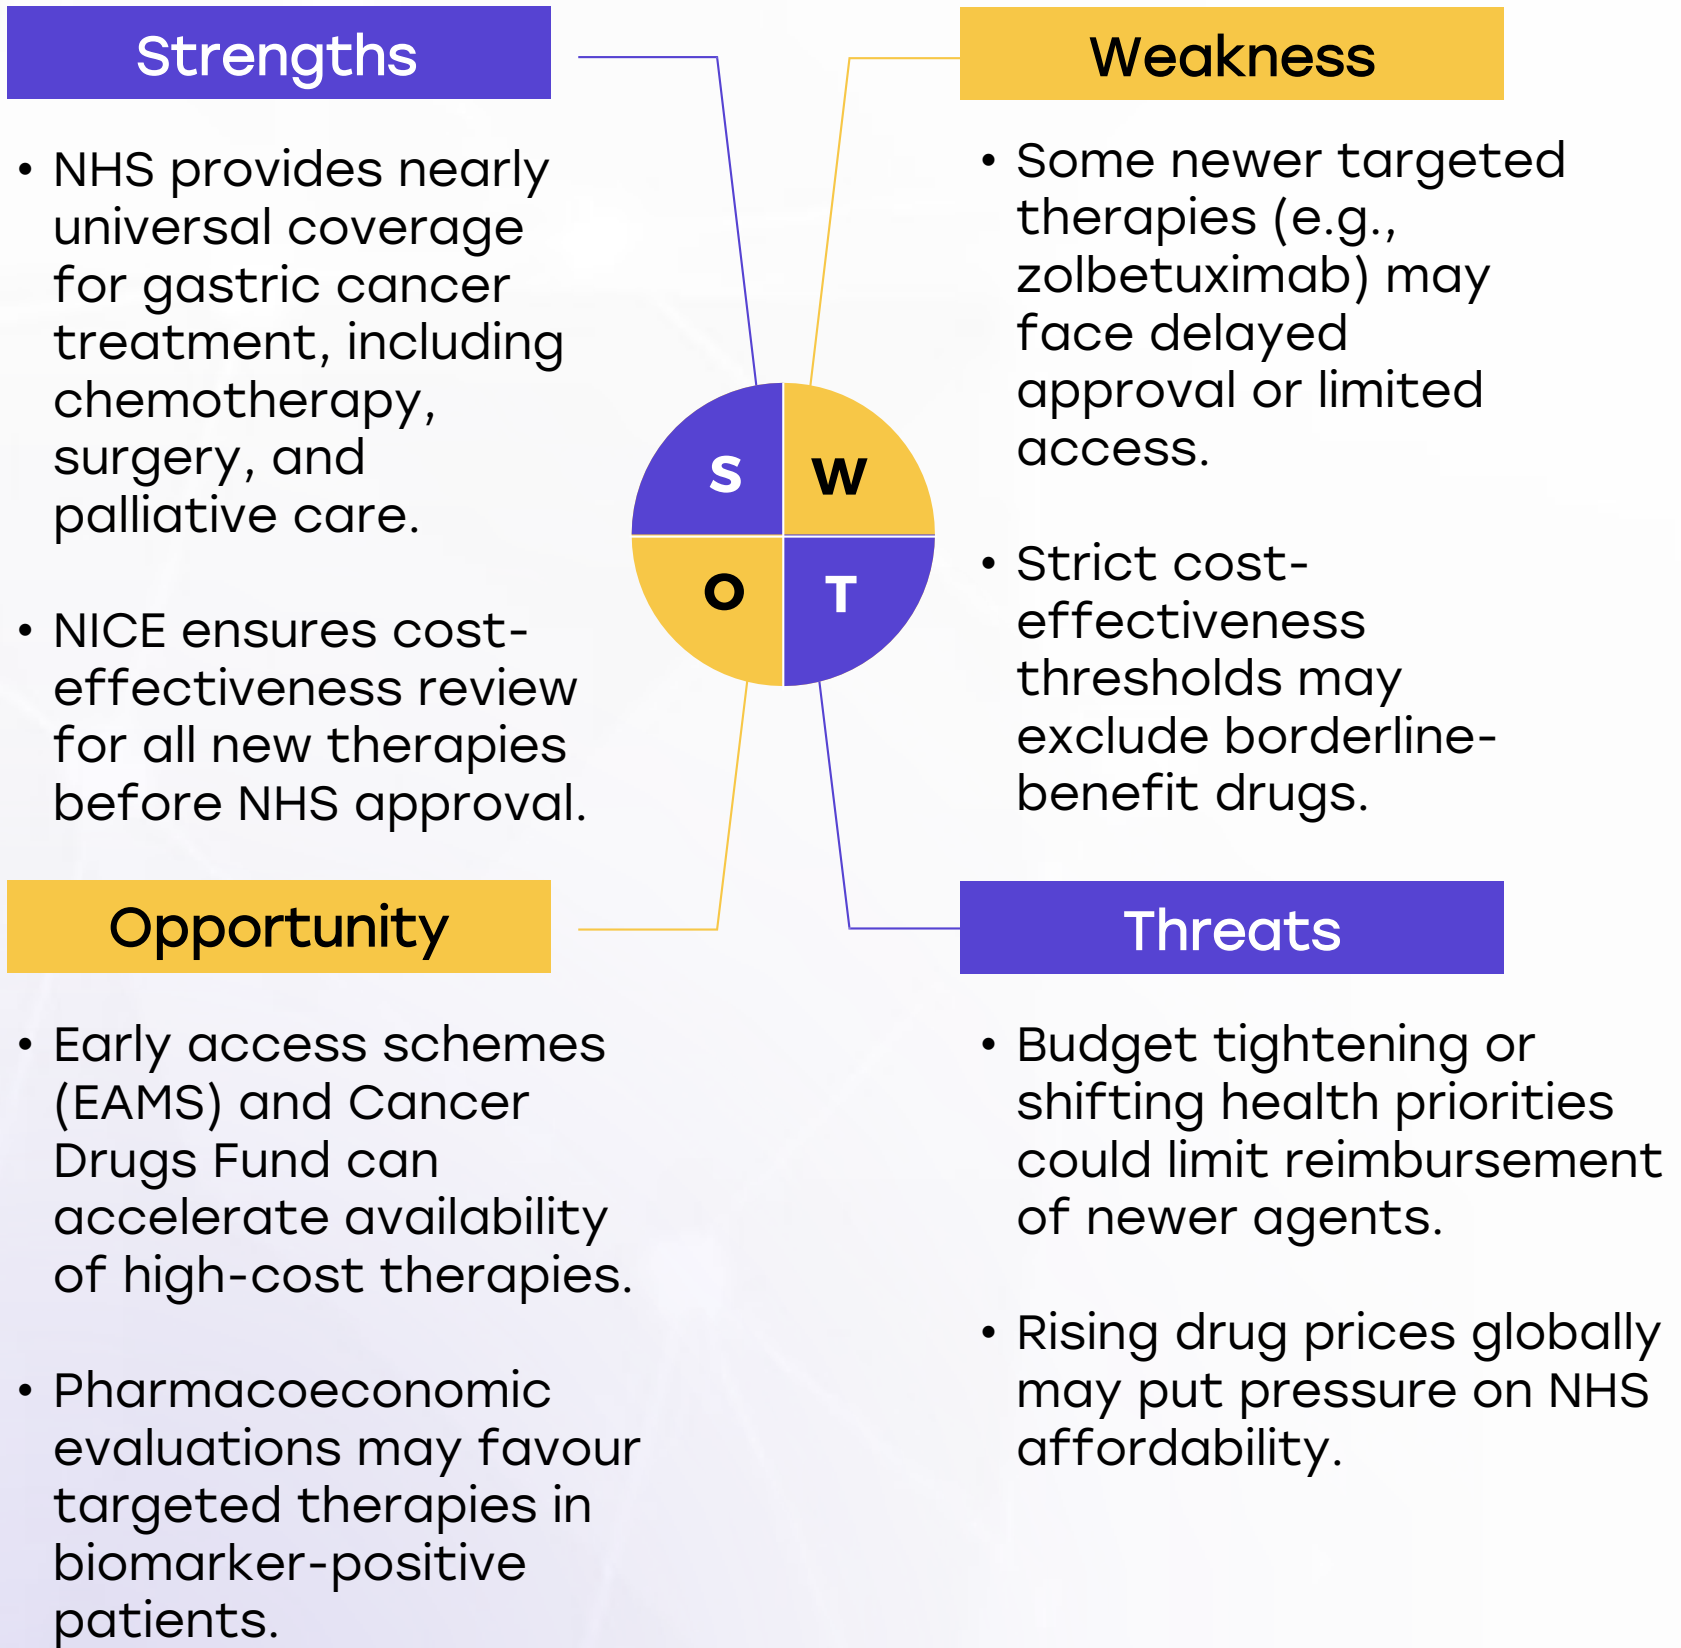 Strengths
• NHS provides nearly
universal coverage
for gastric cancer
treatment, including
chemotherapy,
surgery, and
palliative care.
• NICE ensures cost-
effectiveness review
for all new therapies
before NHS approval.
Weakness
• Some newer targeted
therapies (e.g.,
zolbetuximab) may
face delayed
approval or limited
access.
• Strict cost-
effectiveness
thresholds may
exclude borderline-
benefit drugs.
S
W
O
T
Opportunity
• Early access schemes
(EAMS) and Cancer
Drugs Fund can
accelerate availability
of high-cost therapies.
• Pharmacoeconomic
evaluations may favour
targeted therapies in
biomarker-positive
patients.
Threats
• Budget tightening or
shifting health priorities
could limit reimbursement
of newer agents.
• Rising drug prices globally
may put pressure on NHS
affordability.